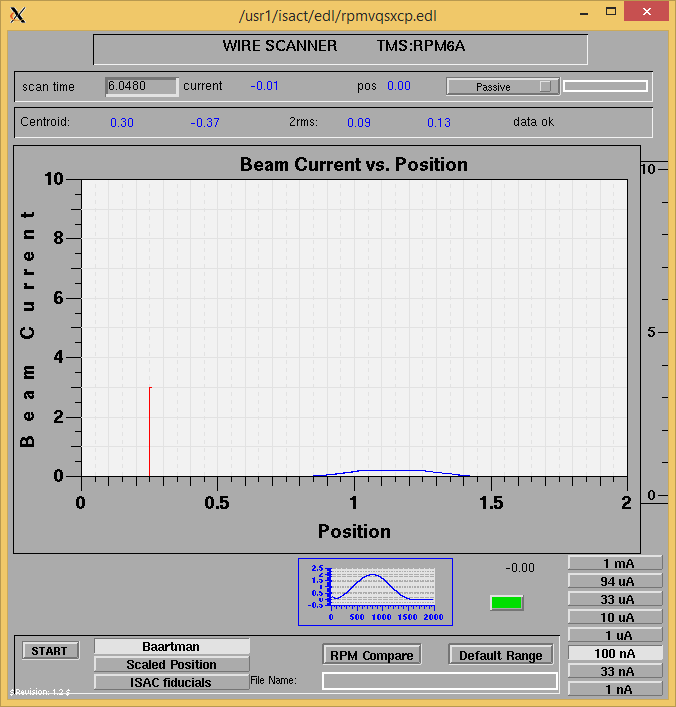 /usr1/isact/edl/rpmvqsxcp.edl
WIRE SCANNER TMS:RPM6A
scan time 6.0480 current -0.01 pos 0.00 Passive
Centroid: 0.30 -0.37 2rms: 0.09 0.13 data ok
Beam Current vs. Position
Beam Current
10
8
6
4
2
0
0 0.5 1 1.5 2
Position
10
5
0
2.5
2
1.5
1
0.5
0
-0.5
0 500 1000 1500 2000
-0.00
1 mA
94 uA
33 uA
10 uA
1 uA
100 nA
33 nA
1 nA
START
Baartman
Scaled Position
ISAC fiducials
RPM Compare
Default Range
File Name:
$Revision: 1.2 $